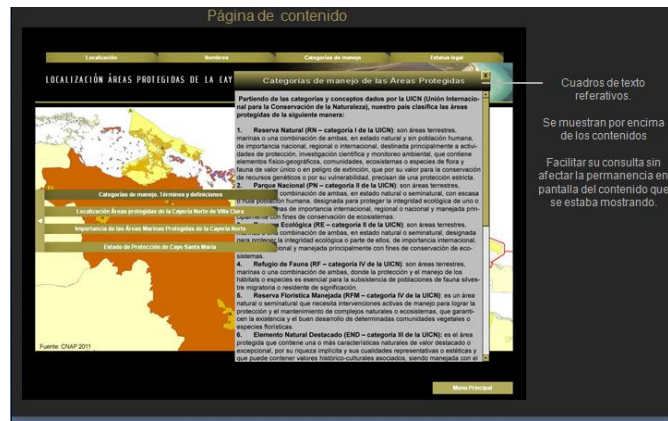 Página de contenido
Localización
Nombres
Categorías de manejo
Estatus legal
LOCALIZACIÓN ÁREAS PROTEGIDAS DE LA CAY
Categorías de manejo de las Áreas Protegidas
X
Partiendo de las categorías y conceptos dados por la UICN (Unión Internacio-
nal para la Conservación de la Naturaleza), nuestro país clasifica las áreas
protegidas de la siguiente manera:
1. Reserva Natural (RN – categoría I de la UICN): son áreas terrestres,
marinas o una combinación de ambas, en estado natural y sin población humana,
de importancia nacional, regional o internacional, destinada principalmente a activi-
dades de protección, investigación científica y monitoreo ambiental, que contiene
elementos físico-geográficos, comunidades, ecosistemas o especies de flora y
fauna de valor único o en peligro de extinción, que por su valor para la conservación
de recursos genéticos o por su vulnerabilidad, precisan de una protección estricta.
2. Parque Nacional (PN – categoría II de la UICN): son áreas terrestres,
combinación de ambas, en estado natural o seminatural, con escasa
o nula población humana, designada para proteger la integridad ecológica de uno o
de importancia internacional, regional o nacional y manejada prin-
con fines de conservación de ecosistemas.
Ecológica (RE – categoría II de la UICN): son áreas terrestres,
combinación de ambas, en estado natural o seminatural, designada
para proteger la integridad ecológica o parte de ellos, de importancia internacional,
y manejada principalmente con fines de conservación de eco-
sistemas.
4. Refugio de Fauna (RF – categoría IV de la UICN): son áreas terrestres,
marinas o una combinación de ambas, donde la protección y el manejo de los
hábitats o especies es esencial para la subsistencia de poblaciones de fauna silves-
tre migratoria o residente de significación.
5. Reserva Florística Manejada (RFM – categoría IV de la UICN): es un área
natural o seminatural que necesita intervenciones activas de manejo para lograr la
protección y el mantenimiento de complejos naturales o ecosistemas, que garanti-
cen la existencia y el buen desarrollo de determinadas comunidades vegetales o
especies florísticas.
6. Elemento Natural Destacado (END – categoría III de la UICN): es el área
protegida que contiene una o más características naturales de valor destacado o
excepcional, por su riqueza implícita y sus cualidades representativas o estéticas y
que puede contener valores histórico-culturales asociados, siendo manejada con el
Categorías de manejo. Términos y definiciones
Localización Áreas protegidas de la Cayería Norte de Villa Clara
Importancia de las Áreas Marinas Protegidas de la Cayería Norte
Estado de Protección de Cayo Santa María
Fuente: CNAP 2011
Menú Principal
Cuadros de texto
referativos.
Se muestran por encima
de los contenidos
Facilitar su consulta sin
afectar la permanencia en
pantalla del contenido que
se estaba mostrando.